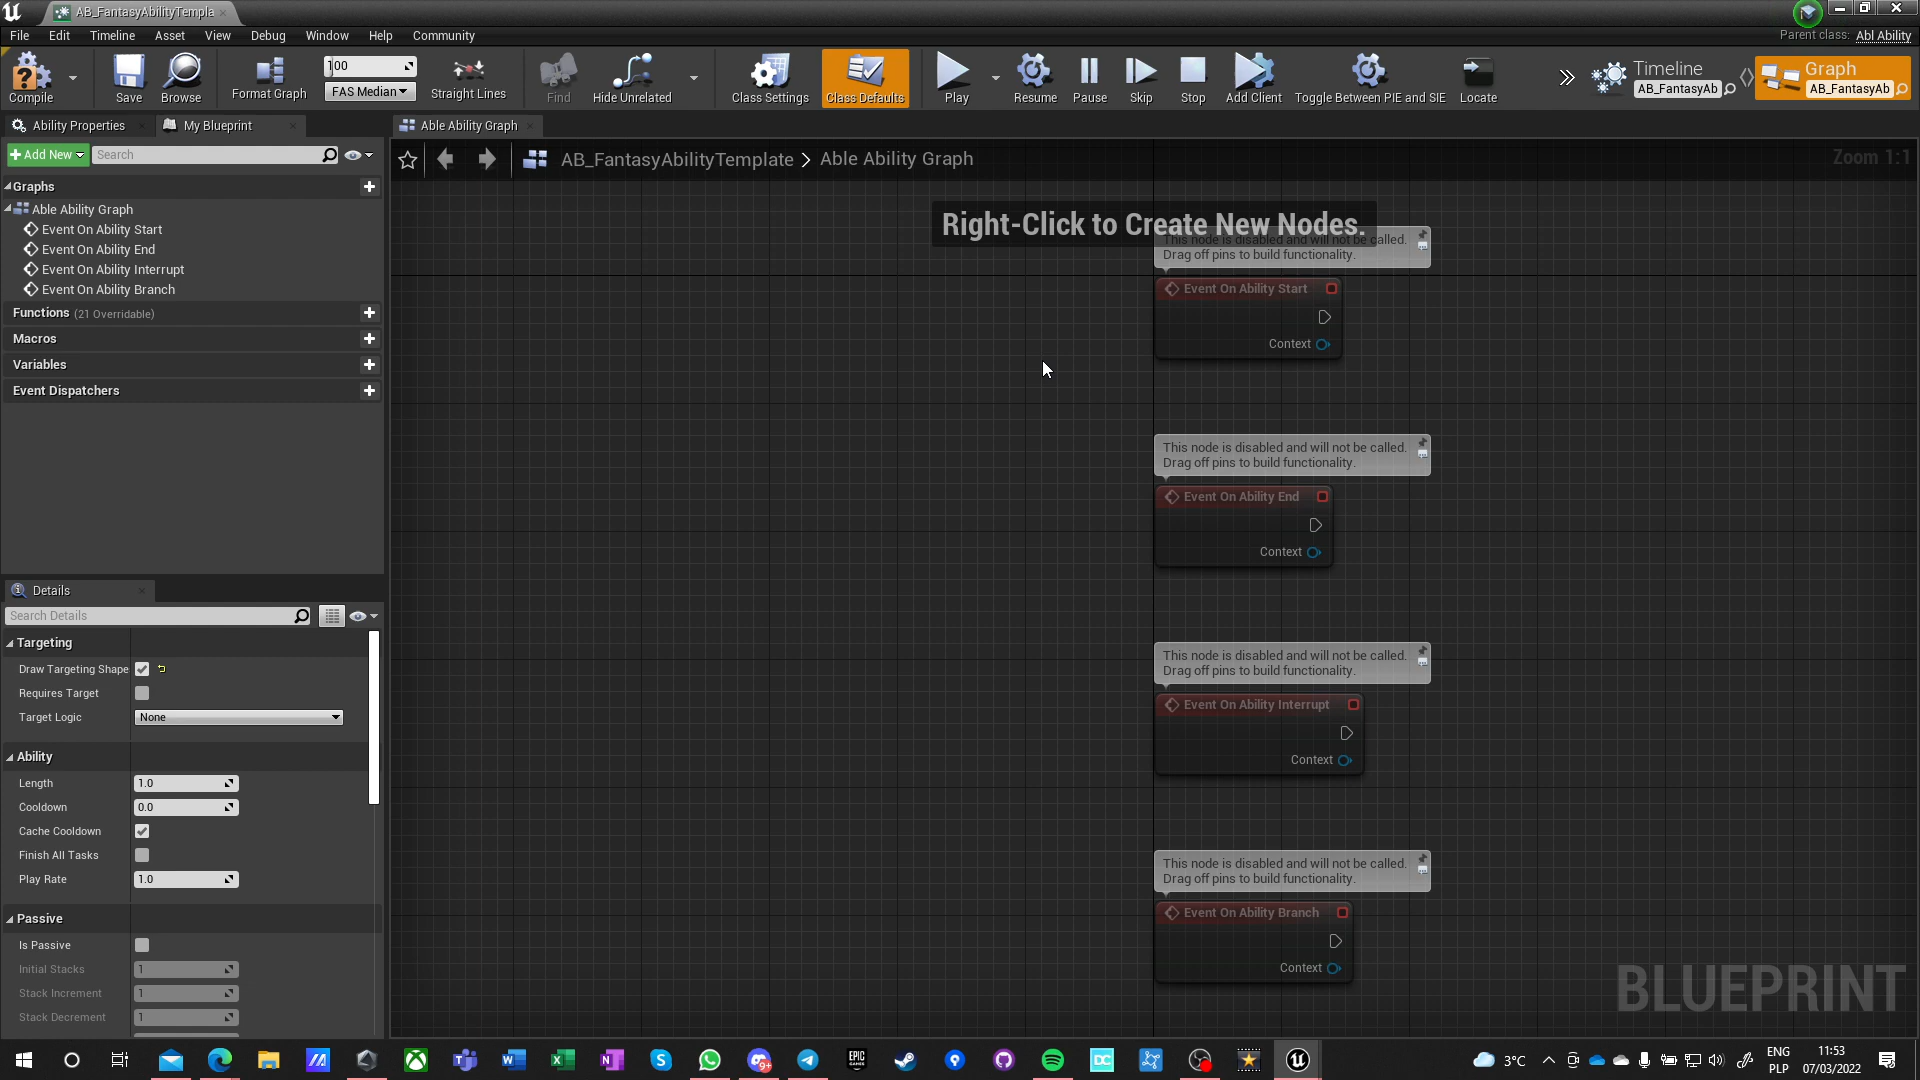 AB_FantasyAbilityTempla
File Edit Timeline Asset View Debug Window Help Community
Parent class: Abl Ability
Compile
Save
Browse
Format Graph
100
FAS Median
Straight Lines
Find
Hide Unrelated
Class Settings
Class Defaults
Play
Resume
Pause
Skip
Stop
Add Client
Toggle Between PIE and SIE
Locate
Timeline
AB_FantasyAb
Graph
AB_FantasyAb
Ability Properties
My Blueprint
Able Ability Graph
Add New
Search
AB_FantasyAbilityTemplate > Able Ability Graph
Zoom 1:1
Graphs
Able Ability Graph
Event On Ability Start
Event On Ability End
Event On Ability Interrupt
Event On Ability Branch
Functions (21 Overridable)
Macros
Variables
Event Dispatchers
Right-Click to Create New Nodes.
This node is disabled and will not be called.
Drag off pins to build functionality.
Event On Ability Start
Context
This node is disabled and will not be called.
Drag off pins to build functionality.
Event On Ability End
Context
This node is disabled and will not be called.
Drag off pins to build functionality.
Event On Ability Interrupt
Context
This node is disabled and will not be called.
Drag off pins to build functionality.
Event On Ability Branch
Context
BLUEPRINT
Details
Search Details
Targeting
Draw Targeting Shape
Requires Target
Target Logic None
Ability
Length 1.0
Cooldown 0.0
Cache Cooldown
Finish All Tasks
Play Rate 1.0
Passive
Is Passive
Initial Stacks 1
Stack Increment 1
Stack Decrement 1
EPIC
GAMES
DC
9+
3°C
ENG
PLP
11:53
07/03/2022